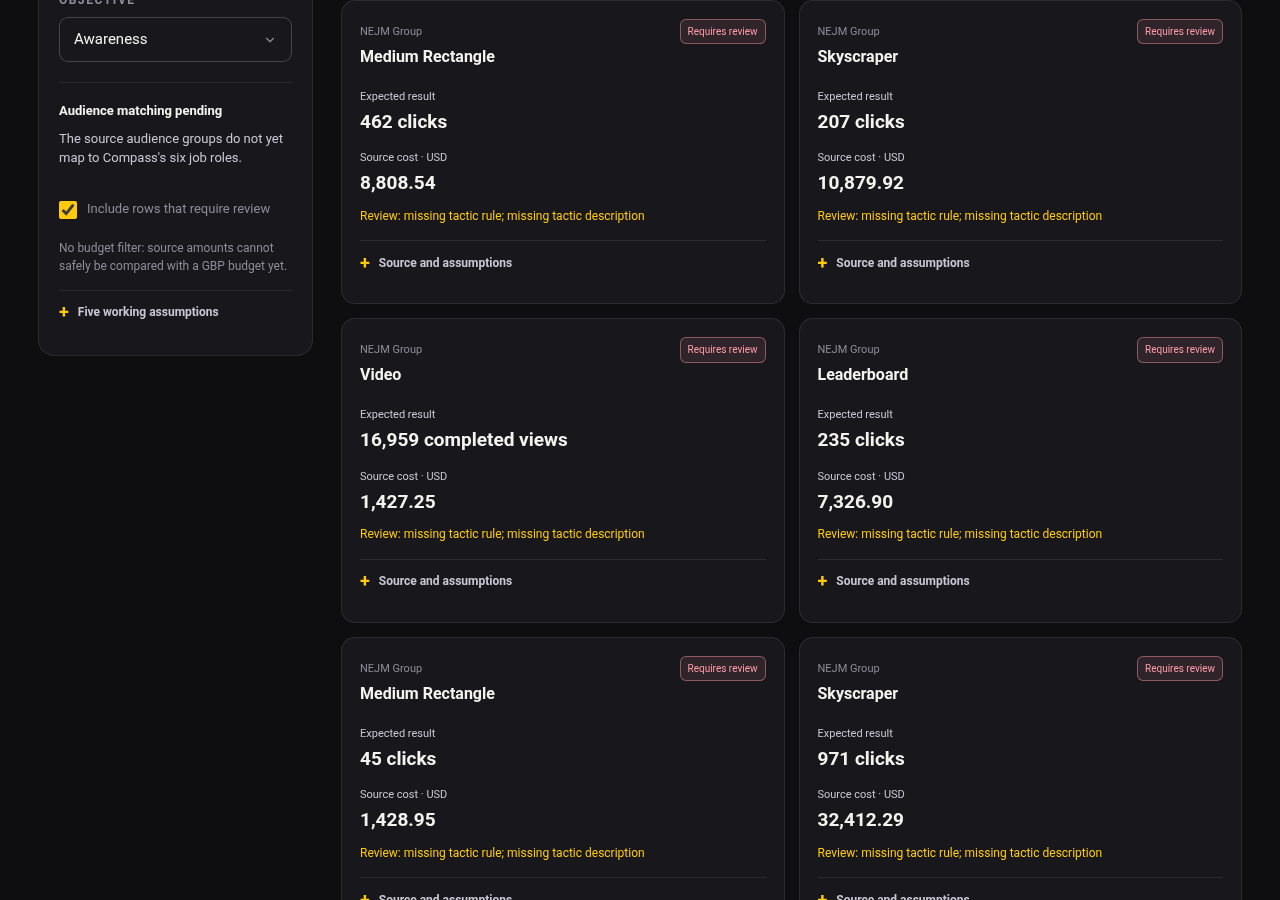 OBJECTIVE
Awareness
Audience matching pending
The source audience groups do not yet
map to Compass's six job roles.
Include rows that require review
No budget filter: source amounts cannot
safely be compared with a GBP budget yet.
+ Five working assumptions
NEJM Group
Requires review
Medium Rectangle
Expected result
462 clicks
Source cost · USD
8,808.54
Review: missing tactic rule; missing tactic description
+ Source and assumptions
NEJM Group
Requires review
Skyscraper
Expected result
207 clicks
Source cost · USD
10,879.92
Review: missing tactic rule; missing tactic description
+ Source and assumptions
NEJM Group
Requires review
Video
Expected result
16,959 completed views
Source cost · USD
1,427.25
Review: missing tactic rule; missing tactic description
+ Source and assumptions
NEJM Group
Requires review
Leaderboard
Expected result
235 clicks
Source cost · USD
7,326.90
Review: missing tactic rule; missing tactic description
+ Source and assumptions
NEJM Group
Requires review
Medium Rectangle
Expected result
45 clicks
Source cost · USD
1,428.95
Review: missing tactic rule; missing tactic description
+ Source and assumptions
NEJM Group
Requires review
Skyscraper
Expected result
971 clicks
Source cost · USD
32,412.29
Review: missing tactic rule; missing tactic description
+ Source and assumptions